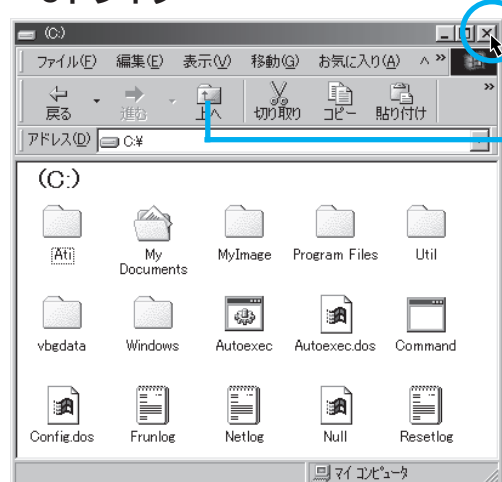 (C:)
ファイル(F) 編集(E) 表示(V) 移動(G) お気に入り(A) ヘ »
戻る 進む 上へ 切り取り コピー 貼り付け »
アドレス(D) C:¥
(C:)
Ati My Documents MyImage Program Files Util
vbgdata Windows Autoexec Autoexec.dos Command
Config.dos Frunlog Netlog Null Resetlog
マイ コンピュータ